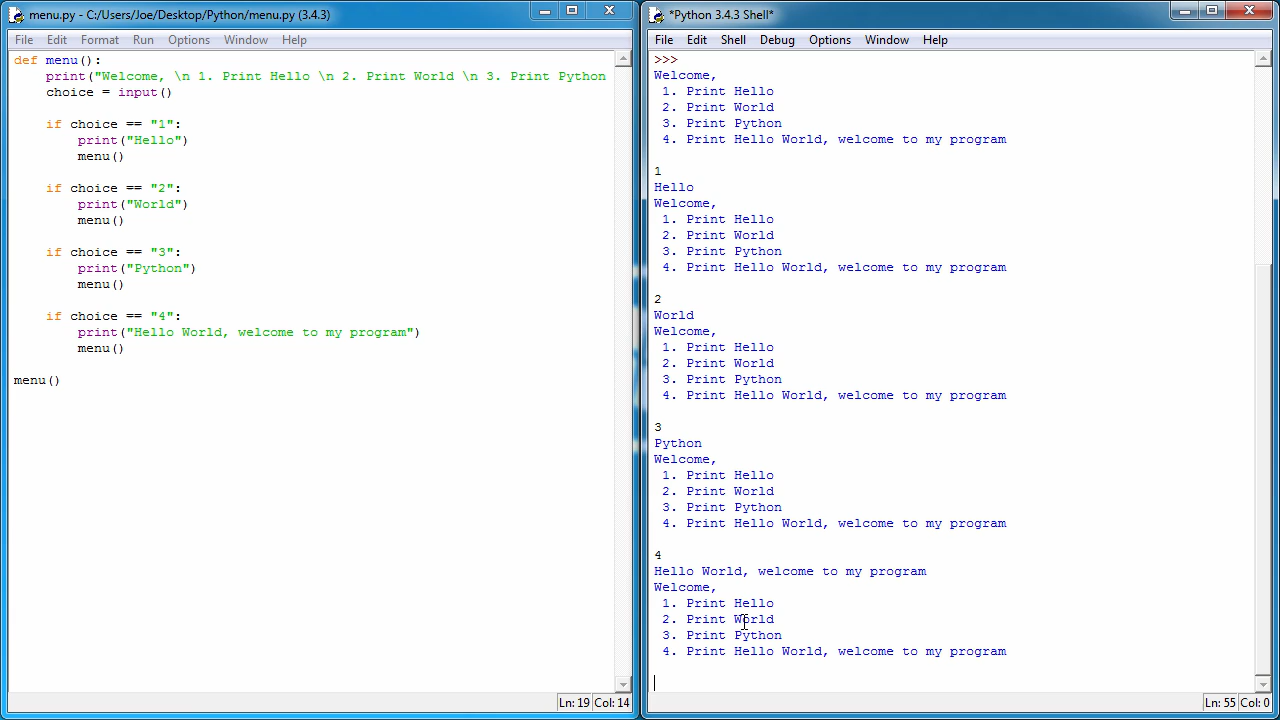 menu.py - C:/Users/Joe/Desktop/Python/menu.py (3.4.3)
File Edit Format Run Options Window Help
def menu():
    print("Welcome, \n 1. Print Hello \n 2. Print World \n 3. Print Python
    choice = input()
    if choice == "1":
        print("Hello")
        menu()
    if choice == "2":
        print("World")
        menu()
    if choice == "3":
        print("Python")
        menu()
    if choice == "4":
        print("Hello World, welcome to my program")
        menu()
menu()
Ln: 19 Col: 14
*Python 3.4.3 Shell*
File Edit Shell Debug Options Window Help
>>>
Welcome,
 1. Print Hello
 2. Print World
 3. Print Python
 4. Print Hello World, welcome to my program
1
Hello
Welcome,
 1. Print Hello
 2. Print World
 3. Print Python
 4. Print Hello World, welcome to my program
2
World
Welcome,
 1. Print Hello
 2. Print World
 3. Print Python
 4. Print Hello World, welcome to my program
3
Python
Welcome,
 1. Print Hello
 2. Print World
 3. Print Python
 4. Print Hello World, welcome to my program
4
Hello World, welcome to my program
Welcome,
 1. Print Hello
 2. Print World
 3. Print Python
 4. Print Hello World, welcome to my program
Ln: 55 Col: 0